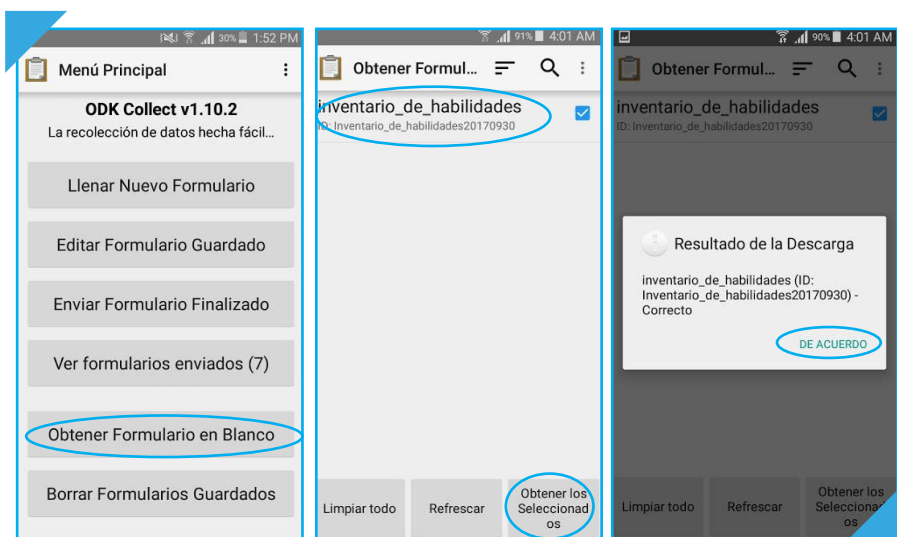 30% 1:52 PM
Menú Principal
ODK Collect v1.10.2
La recolección de datos hecha fácil...
Llenar Nuevo Formulario
Editar Formulario Guardado
Enviar Formulario Finalizado
Ver formularios enviados (7)
Obtener Formulario en Blanco
Borrar Formularios Guardados
91% 4:01 AM
Obtener Formul...
inventario_de_habilidades
ID: Inventario_de_habilidades20170930
Limpiar todo
Refrescar
Obtener los
Seleccionad
os
90% 4:01 AM
Obtener Formul...
inventario_de_habilidades
ID: Inventario_de_habilidades20170930
Resultado de la Descarga
inventario_de_habilidades (ID:
Inventario_de_habilidades20170930) -
Correcto
DE ACUERDO
Limpiar todo
Refrescar
Obtener los
Seleccionad
os